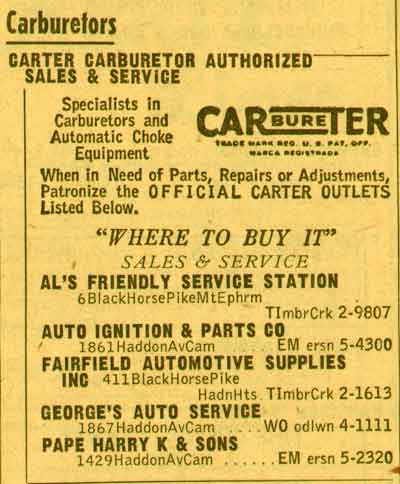 Carburetors
CARTER CARBURETOR AUTHORIZED
SALES & SERVICE
Specialists in
Carburetors and
Automatic Choke
Equipment
CARBURETER
TRADE MARK REG. U. S. PAT. OFF.
MARCA REGISTRADA
When in Need of Parts, Repairs or Adjustments,
Patronize the OFFICIAL CARTER OUTLETS
Listed Below.
"WHERE TO BUY IT"
SALES & SERVICE
AL'S FRIENDLY SERVICE STATION
6BlackHorsePikeMtEphrm
TImbrCrk 2-9807
AUTO IGNITION & PARTS CO
1861HaddonAvCam ..... EM ersn 5-4300
FAIRFIELD AUTOMOTIVE SUPPLIES
INC 411BlackHorsePike
HadnHts. TImbrCrk 2-1613
GEORGE'S AUTO SERVICE
1867HaddonAvCam ....WO odlwn 4-1111
PAPE HARRY K & SONS
1429HaddonAvCam ......EM ersn 5-2320